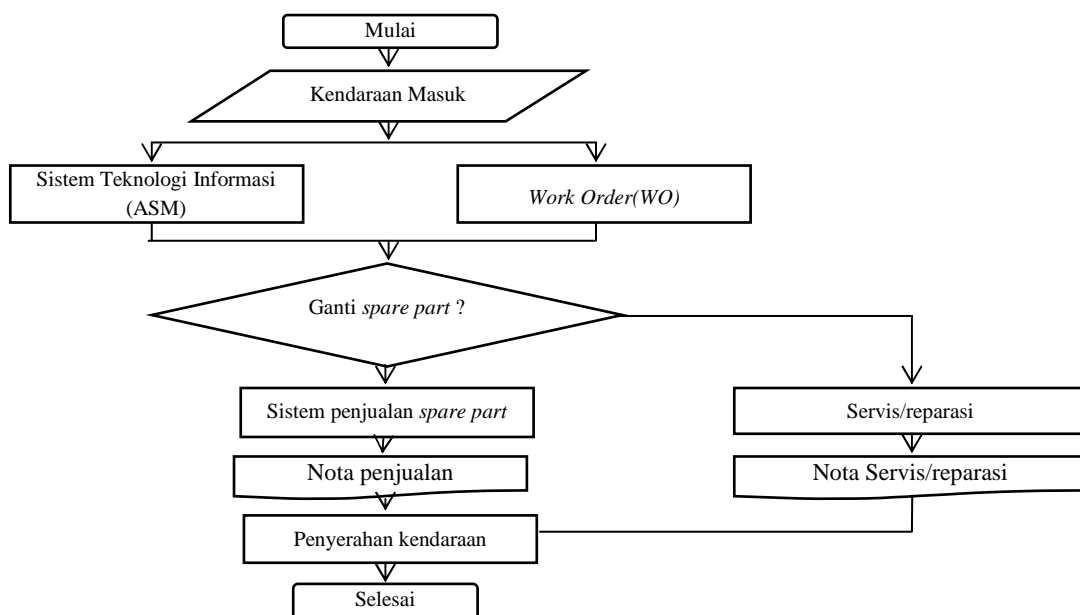 Mulai
Kendaraan Masuk
Sistem Teknologi Informasi
(ASM)
Work Order(WO)
Ganti spare part ?
Sistem penjualan spare part
Servis/reparasi
Nota penjualan
Nota Servis/reparasi
Penyerahan kendaraan
Selesai